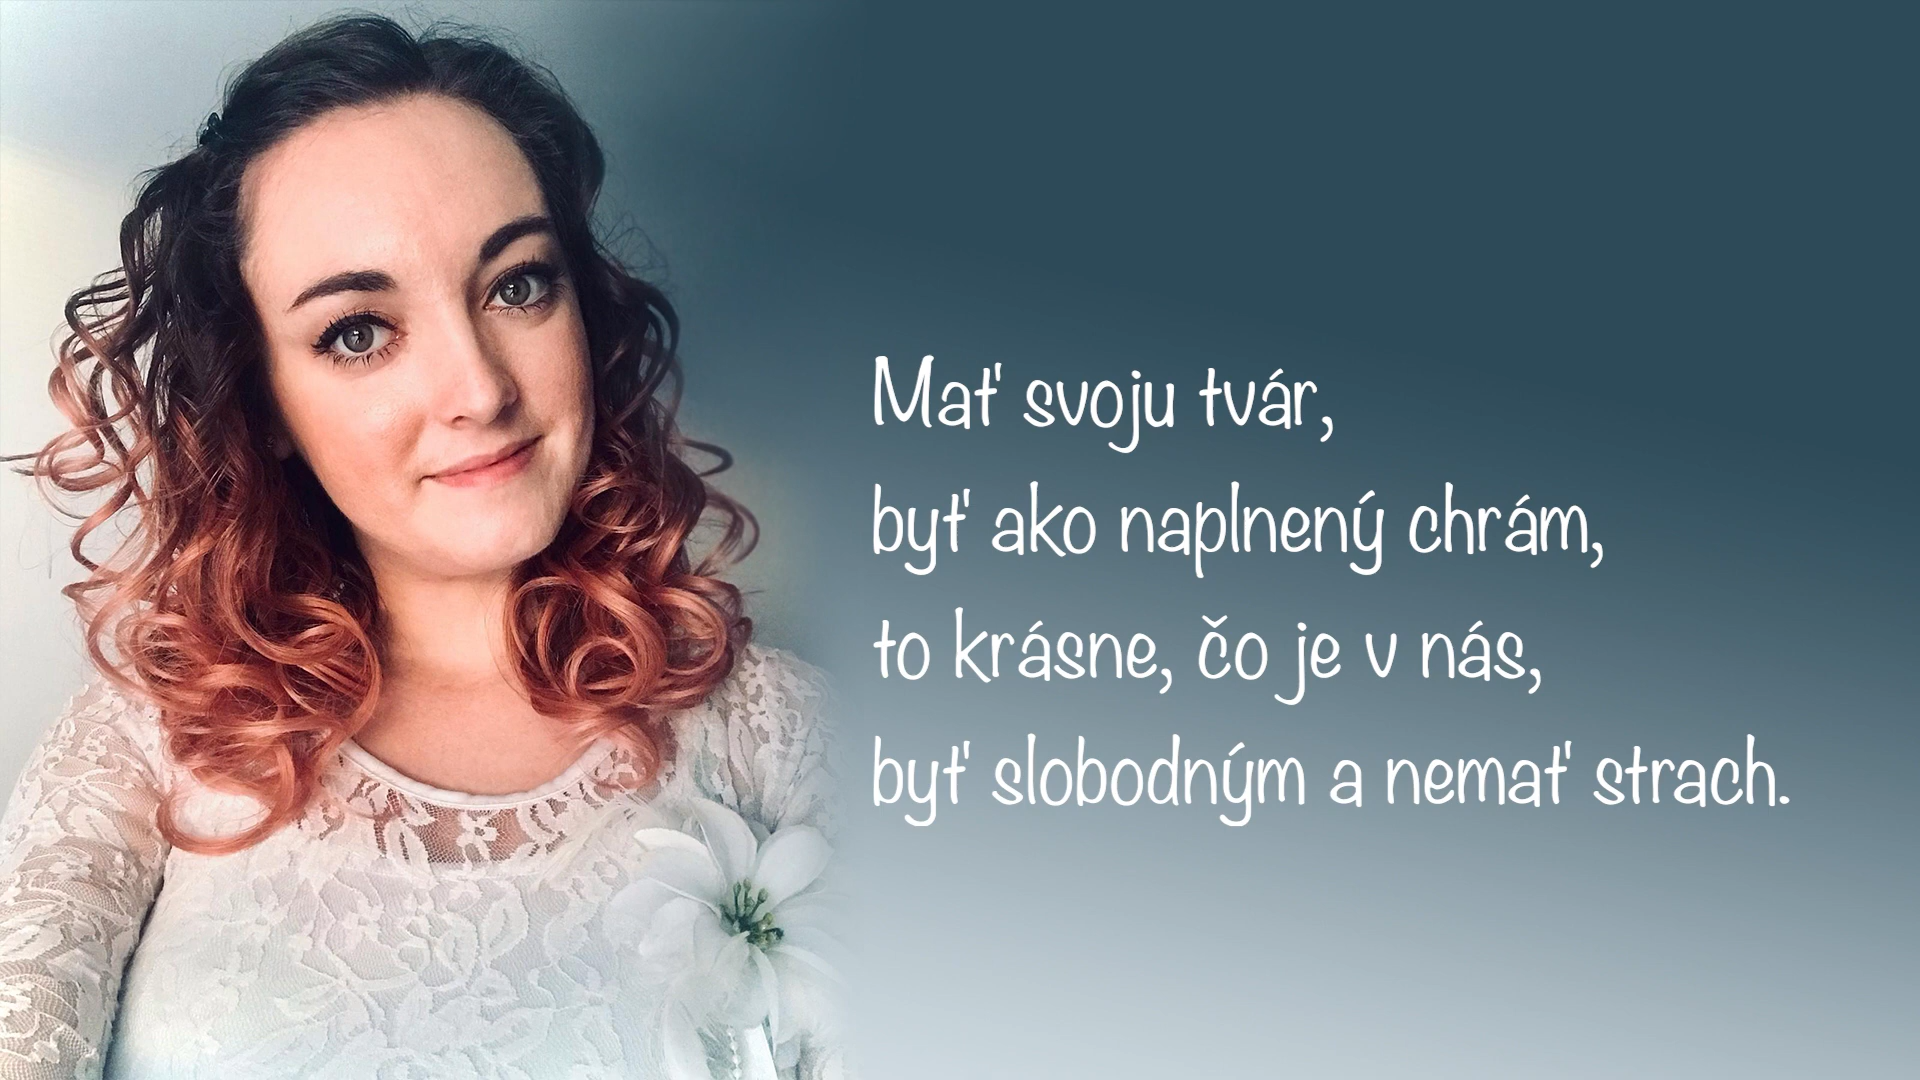 Mať svoju tvár,
byť ako naplnený chrám,
to krásne, čo je v nás,
byť slobodným a nemať strach.